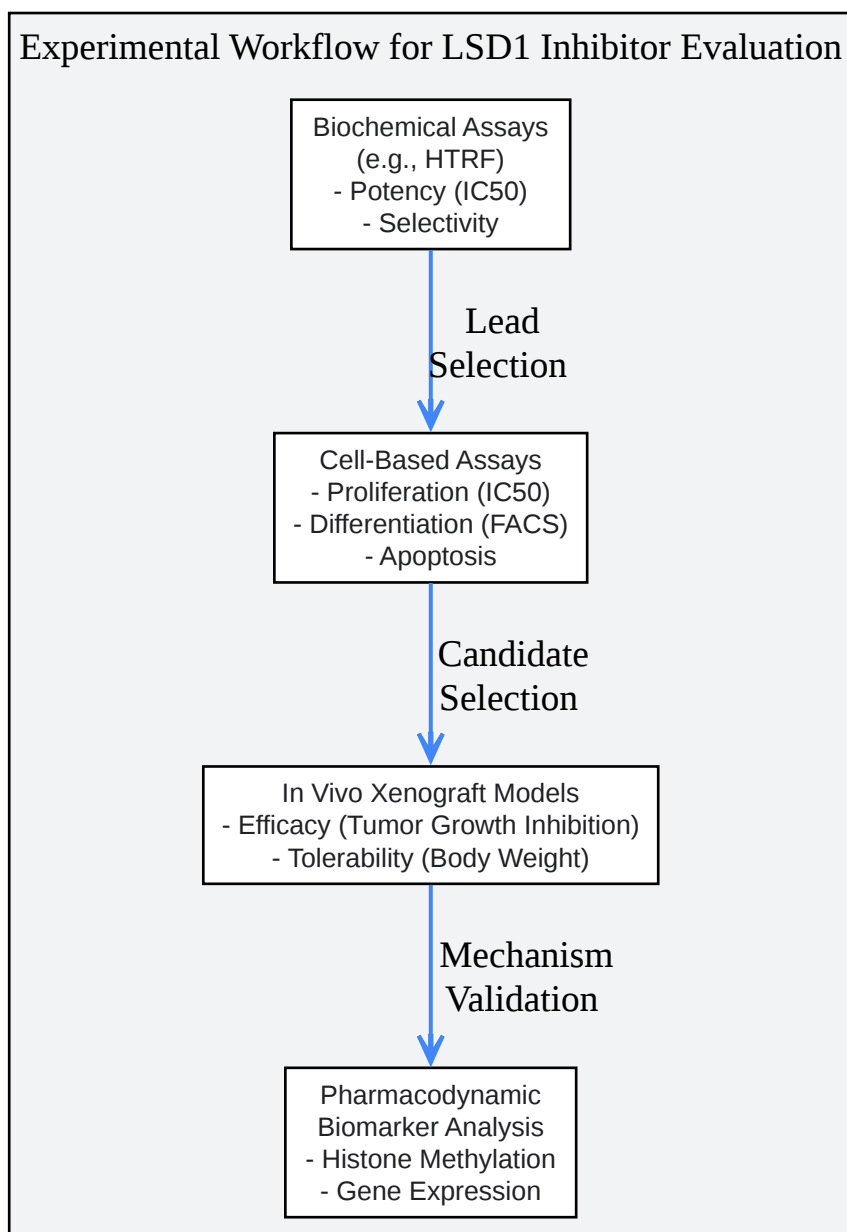 Experimental Workflow for LSD1 Inhibitor Evaluation
Biochemical Assays
(e.g., HTRF)
- Potency (IC50)
- Selectivity
Lead
Selection
Cell-Based Assays
- Proliferation (IC50)
- Differentiation (FACS)
- Apoptosis
Candidate
Selection
In Vivo Xenograft Models
- Efficacy (Tumor Growth Inhibition)
- Tolerability (Body Weight)
Mechanism
Validation
Pharmacodynamic
Biomarker Analysis
- Histone Methylation
- Gene Expression